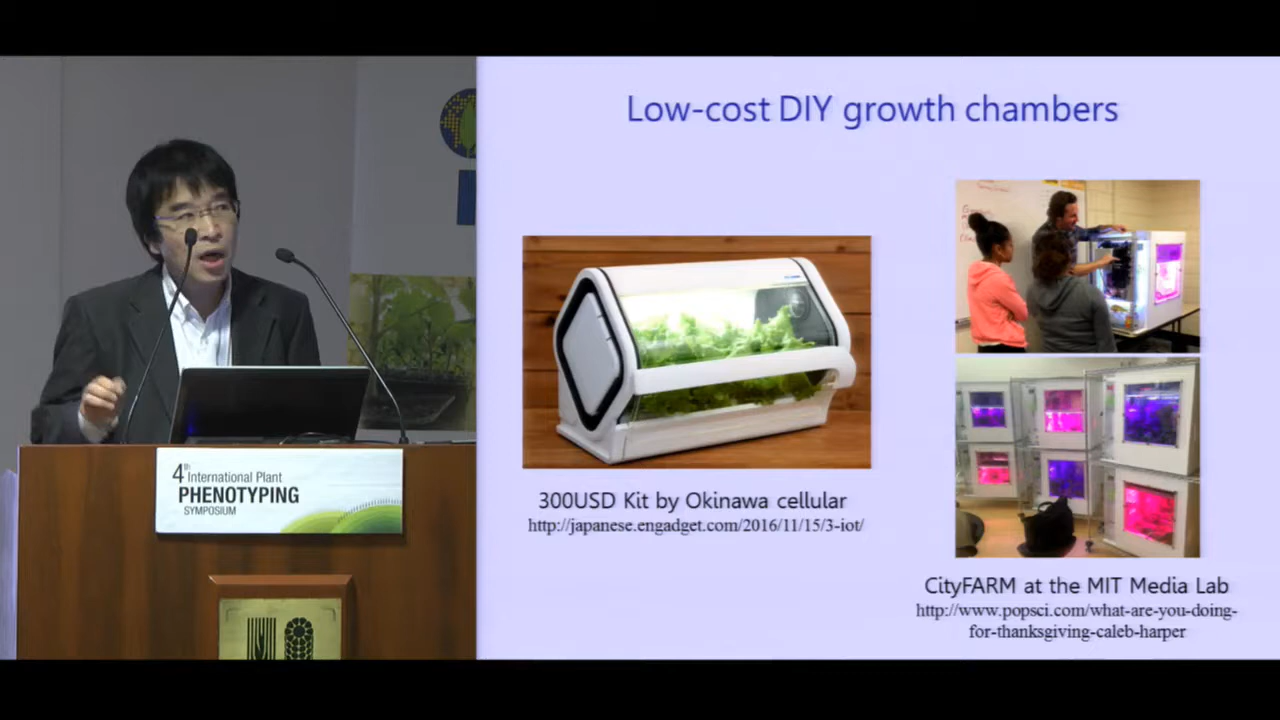 Low-cost DIY growth chambers
300USD Kit by Okinawa cellular
http://japanese.engadget.com/2016/11/15/3-iot/
CityFARM at the MIT Media Lab
http://www.popsci.com/what-are-you-doing-
for-thanksgiving-caleb-harper
4th International Plant
PHENOTYPING
SYMPOSIUM